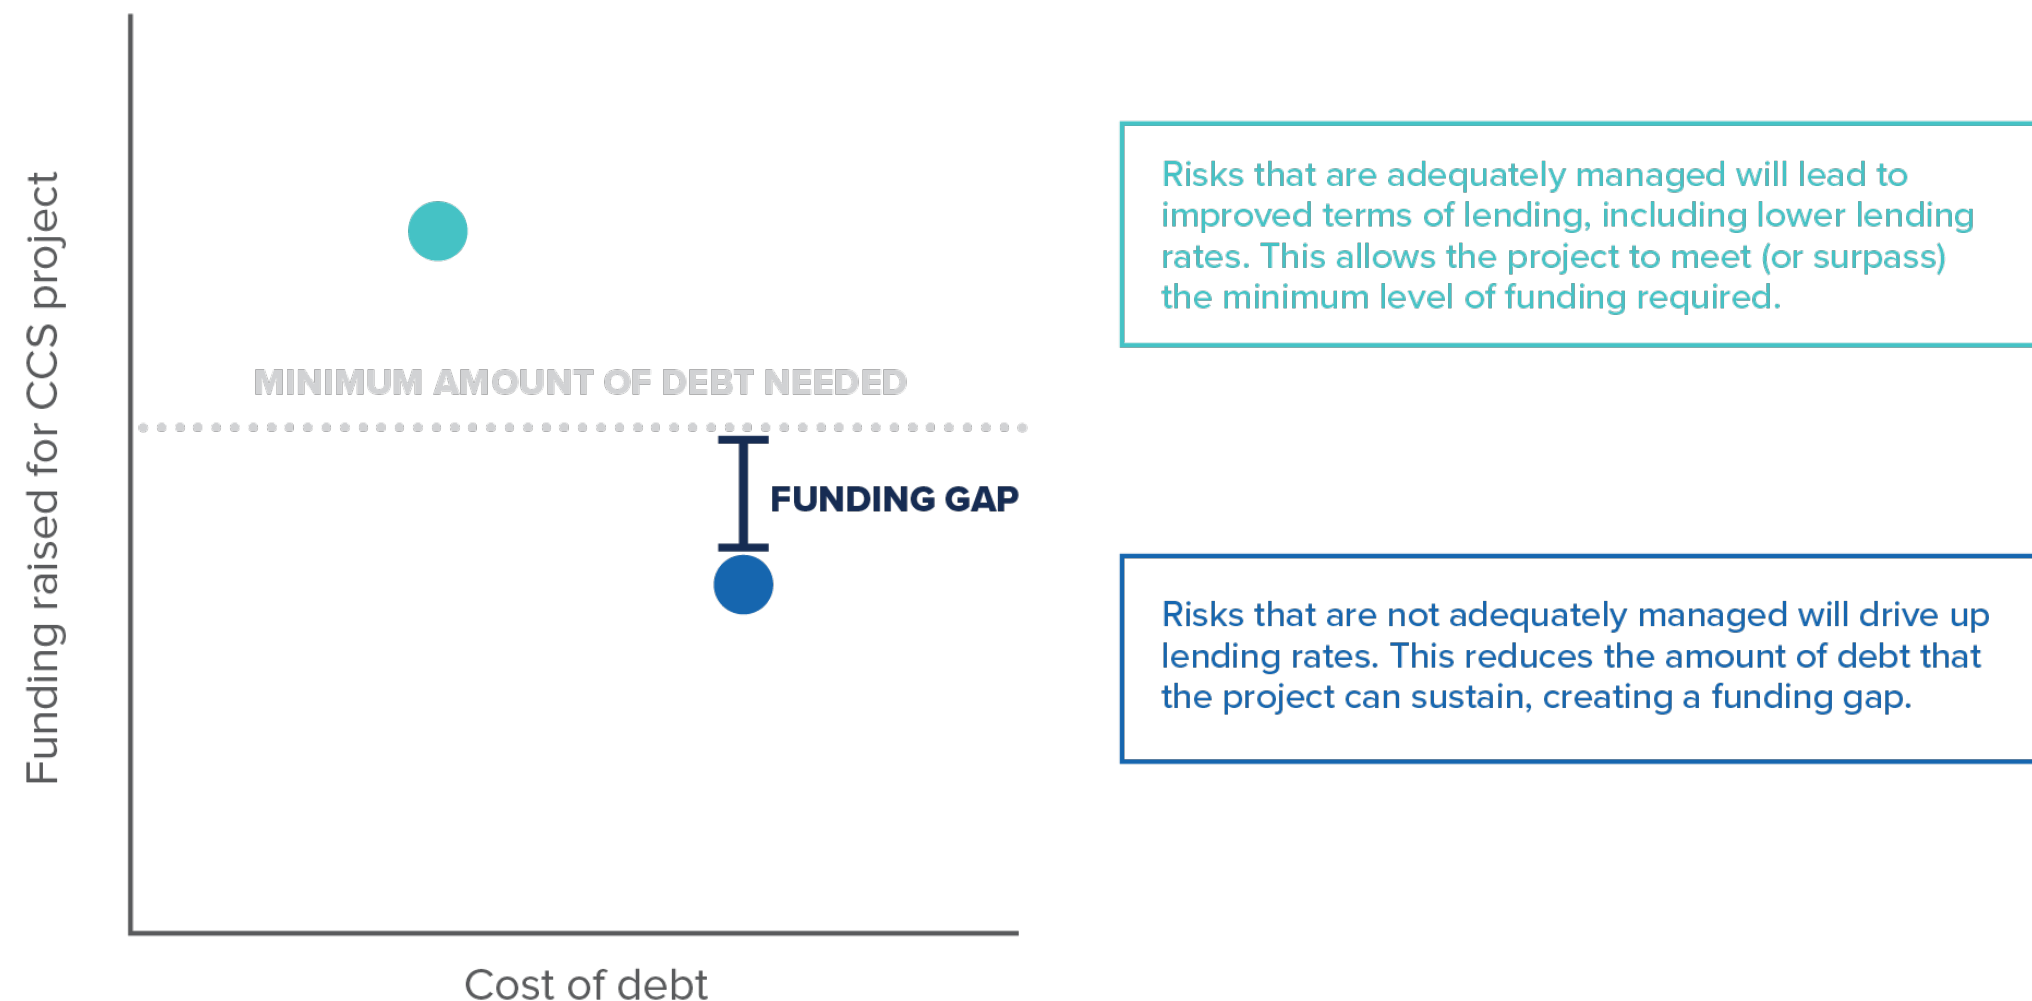 Funding raised for CCS project
MINIMUM AMOUNT OF DEBT NEEDED
FUNDING GAP
Cost of debt
Risks that are adequately managed will lead to
improved terms of lending, including lower lending
rates. This allows the project to meet (or surpass)
the minimum level of funding required.
Risks that are not adequately managed will drive up
lending rates. This reduces the amount of debt that
the project can sustain, creating a funding gap.